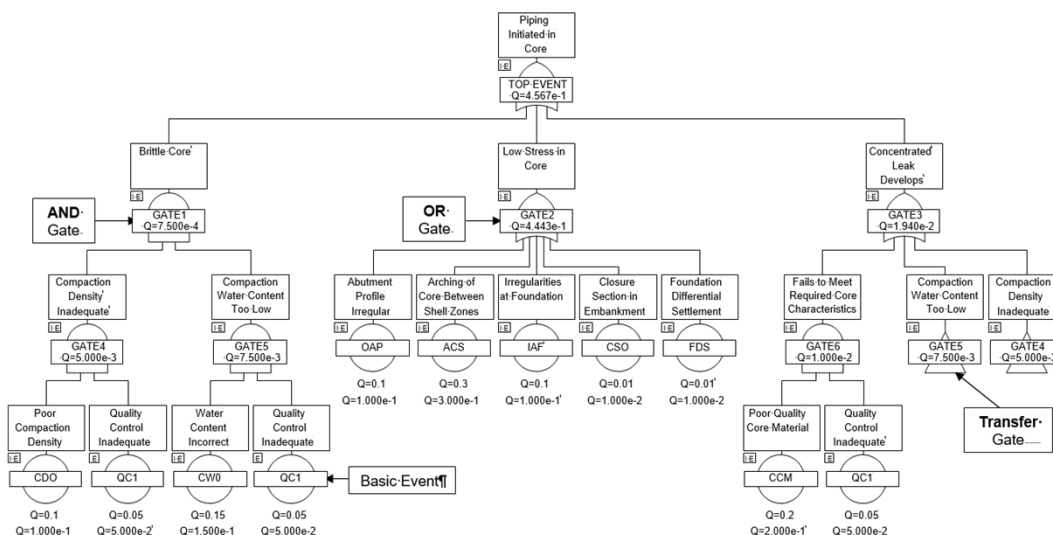 Piping
Initiated in
Core
I·E
TOP·EVENT
·Q=4.567e-1
Brittle·Core'
I·E
GATE1
·Q=7.500e-4
AND·
Gate..
Low·Stress·in
Core
I·E
GATE2
·Q=4.443e-1
OR·
Gate..
Concentrated'
Leak
Develops'
I·E
GATE3
·Q=1.940e-2
Compaction
Density'
Inadequate'
I·E
GATE4
·Q=5.000e-3
Compaction
Water·Content
Too·Low
I·E
GATE5
·Q=7.500e-3
Abutment
Profile
Irregular
I·E
OAP
Q=0.1
Q=1.000e-1
Arching·of
Core·Between
Shell·Zones
I·E
ACS
Q=0.3
Q=3.000e-1
Irregularities
at·Foundation
I·E
IAF'
Q=0.1
Q=1.000e-1'
Closure
Section·in
Embankment
I·E
CSO
Q=0.01
Q=1.000e-2
Foundation
Differential
Settlement
I·E
FDS
Q=0.01'
Q=1.000e-2
Fails·to·Meet
Required·Core
Characteristics
I·E
GATE6
·Q=1.000e-2
Compaction
Water·Content
Too·Low
I·E
GATE5
·Q=7.500e-3
Compaction
Density
Inadequate
I·E
GATE4
·Q=5.000e-3
Transfer·
Gate........
Poor
Compaction
Density
I·E
CDO
Q=0.1
Q=1.000e-1
Quality
Control
Inadequate
E
QC1
Q=0.05
Q=5.000e-2'
Water
Content
Incorrect
I·E
CW0
Q=0.15
Q=1.500e-1
Quality
Control
Inadequate
E
QC1
Q=0.05
Q=5.000e-2
Basic·Event¶
Poor·Quality
Core·Material
I·E
CCM
Q=0.2
Q=2.000e-1'
Quality
Control
Inadequate'
E
QC1
Q=0.05
Q=5.000e-2